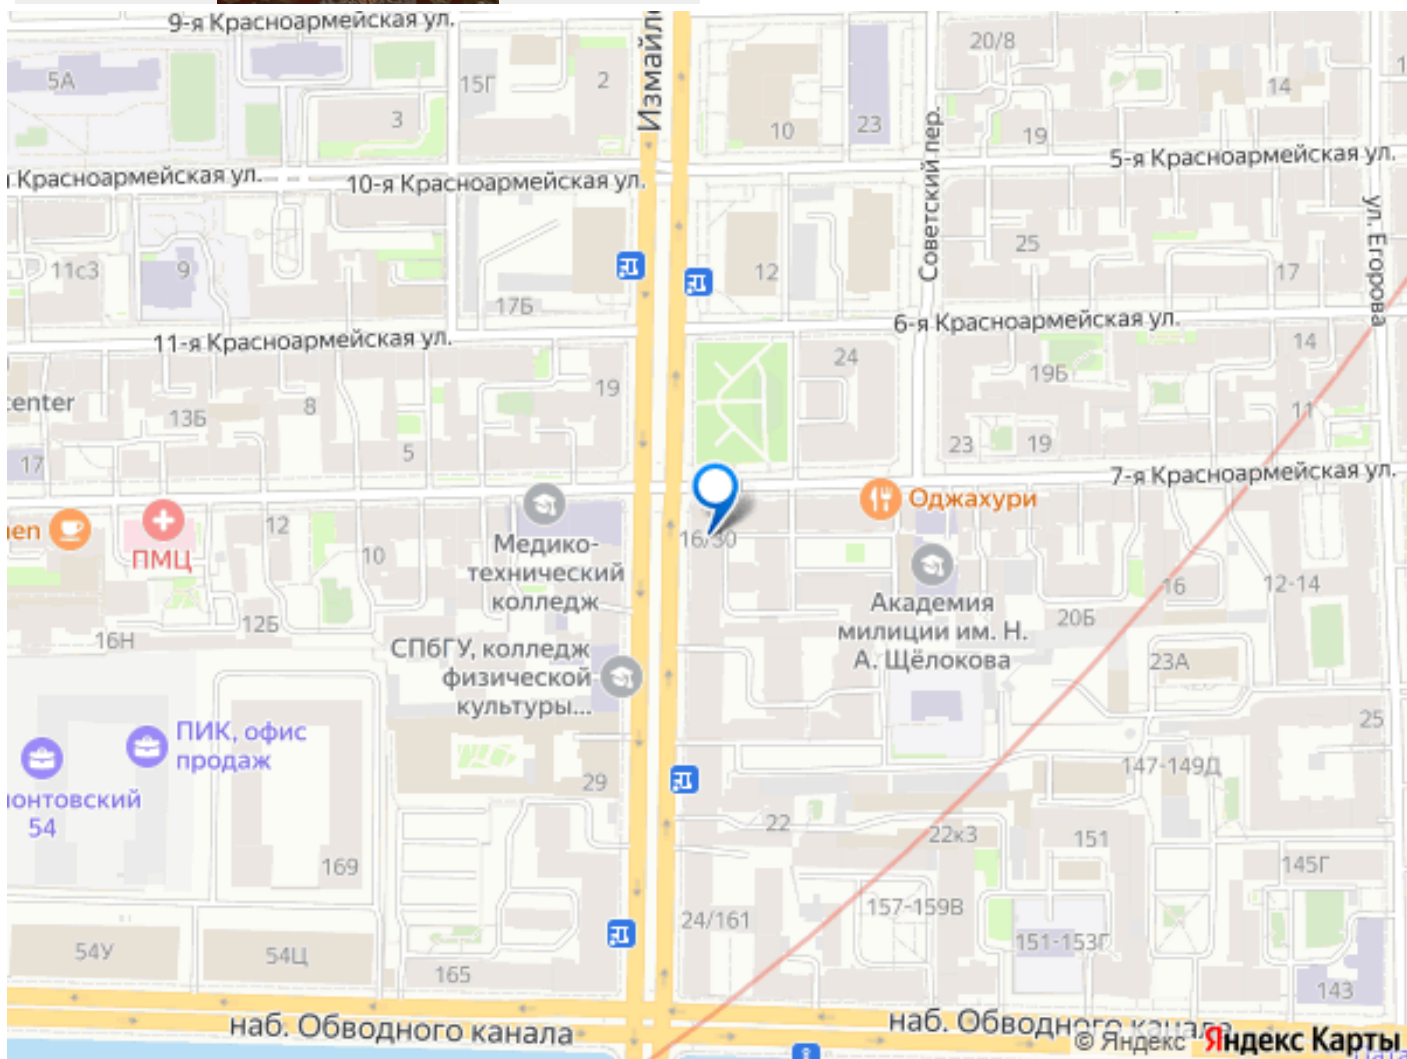 9-я Красноармейская ул.
20/8
5А
15Г
2
14
3
10
23
19
Советский пер.
5-я Красноармейская ул.
Красноармейская ул.
10-я Красноармейская ул.
ул. Егорова
25
11с3
9
12
17
17Б
6-я Красноармейская ул.
11-я Красноармейская ул.
24
14
19Б
19
center
13Б
8
11
5
23
19
17
7-я Красноармейская ул.
Оджахури
ПМЦ
12
10
Медико-
технический
колледж
16/30
16
12-14
Академия
милиции им. Н.
А. Щёлокова
20Б
12Б
16Н
СПбГУ, колледж
физической
культуры...
23А
25
ПИК, офис
продаж
54
29
147-149Д
22
22к3
151
169
145Г
157-159В
24/161
151-153Г
54У
54Ц
165
143
наб. Обводного канала
наб. Обводного канала
© Яндекс Яндекс Карты